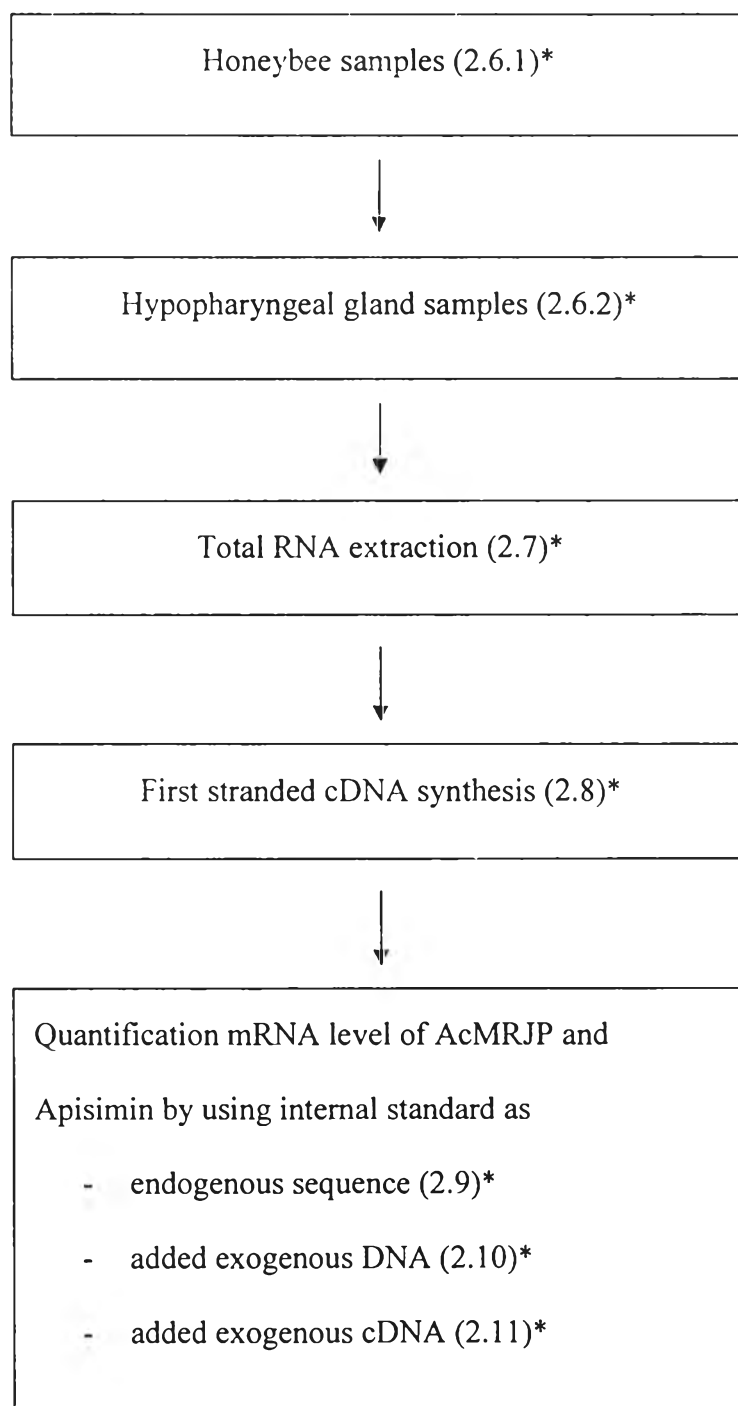 Honeybee samples (2.6.1)*
Hypopharyngeal gland samples (2.6.2)*
Total RNA extraction (2.7)*
First stranded cDNA synthesis (2.8)*
Quantification mRNA level of AcMRJP and
Apisimin by using internal standard as
- endogenous sequence (2.9)*
- added exogenous DNA (2.10)*
- added exogenous cDNA (2.11)*